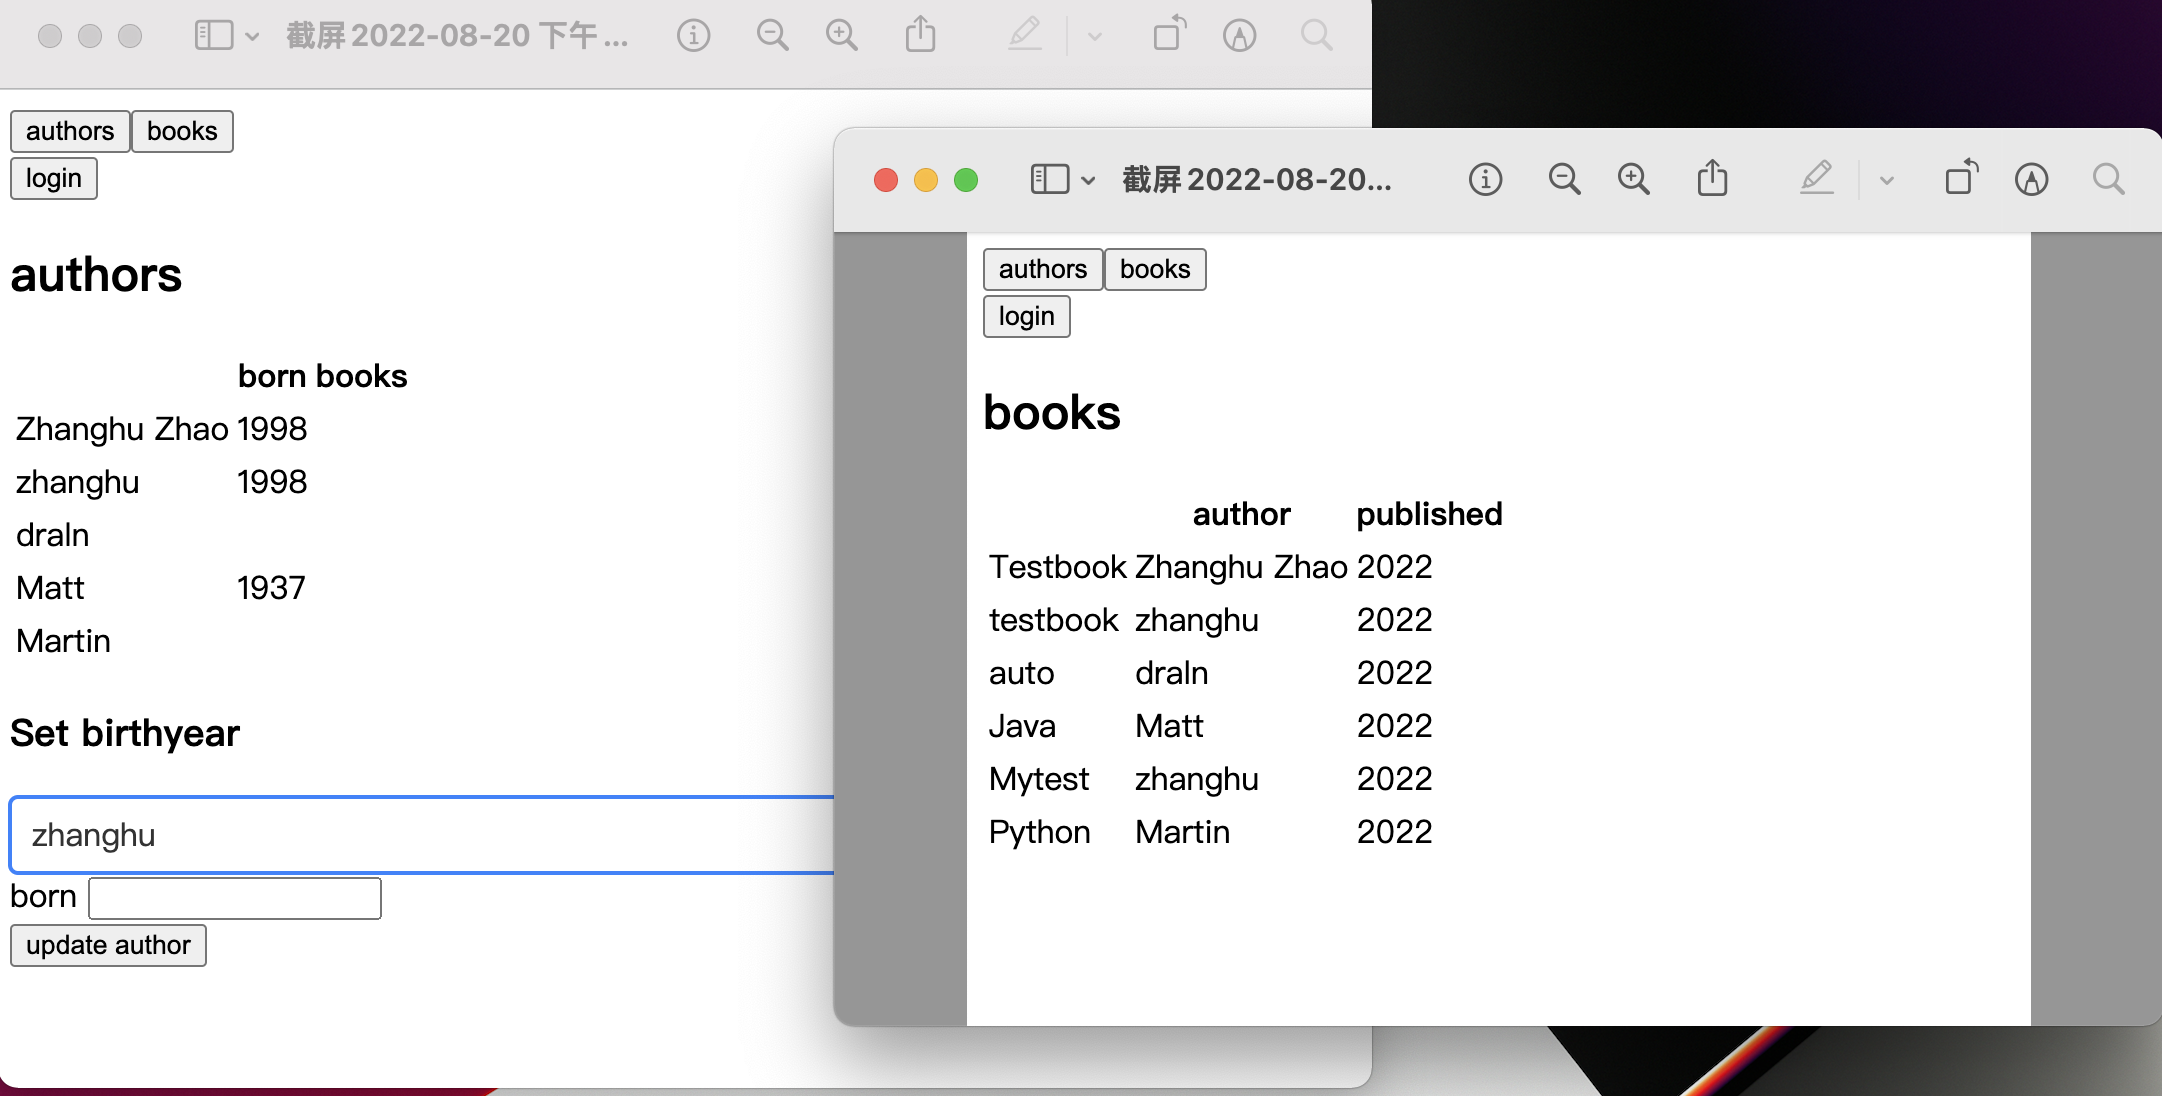 截屏2022-08-20 下午...
authors books
login
authors
born books
Zhanghu Zhao 1998
zhanghu 1998
draln
Matt 1937
Martin
Set birthyear
zhanghu
born
update author
截屏2022-08-20...
authors books
login
books
author published
Testbook Zhanghu Zhao 2022
testbook zhanghu 2022
auto draln 2022
Java Matt 2022
Mytest zhanghu 2022
Python Martin 2022